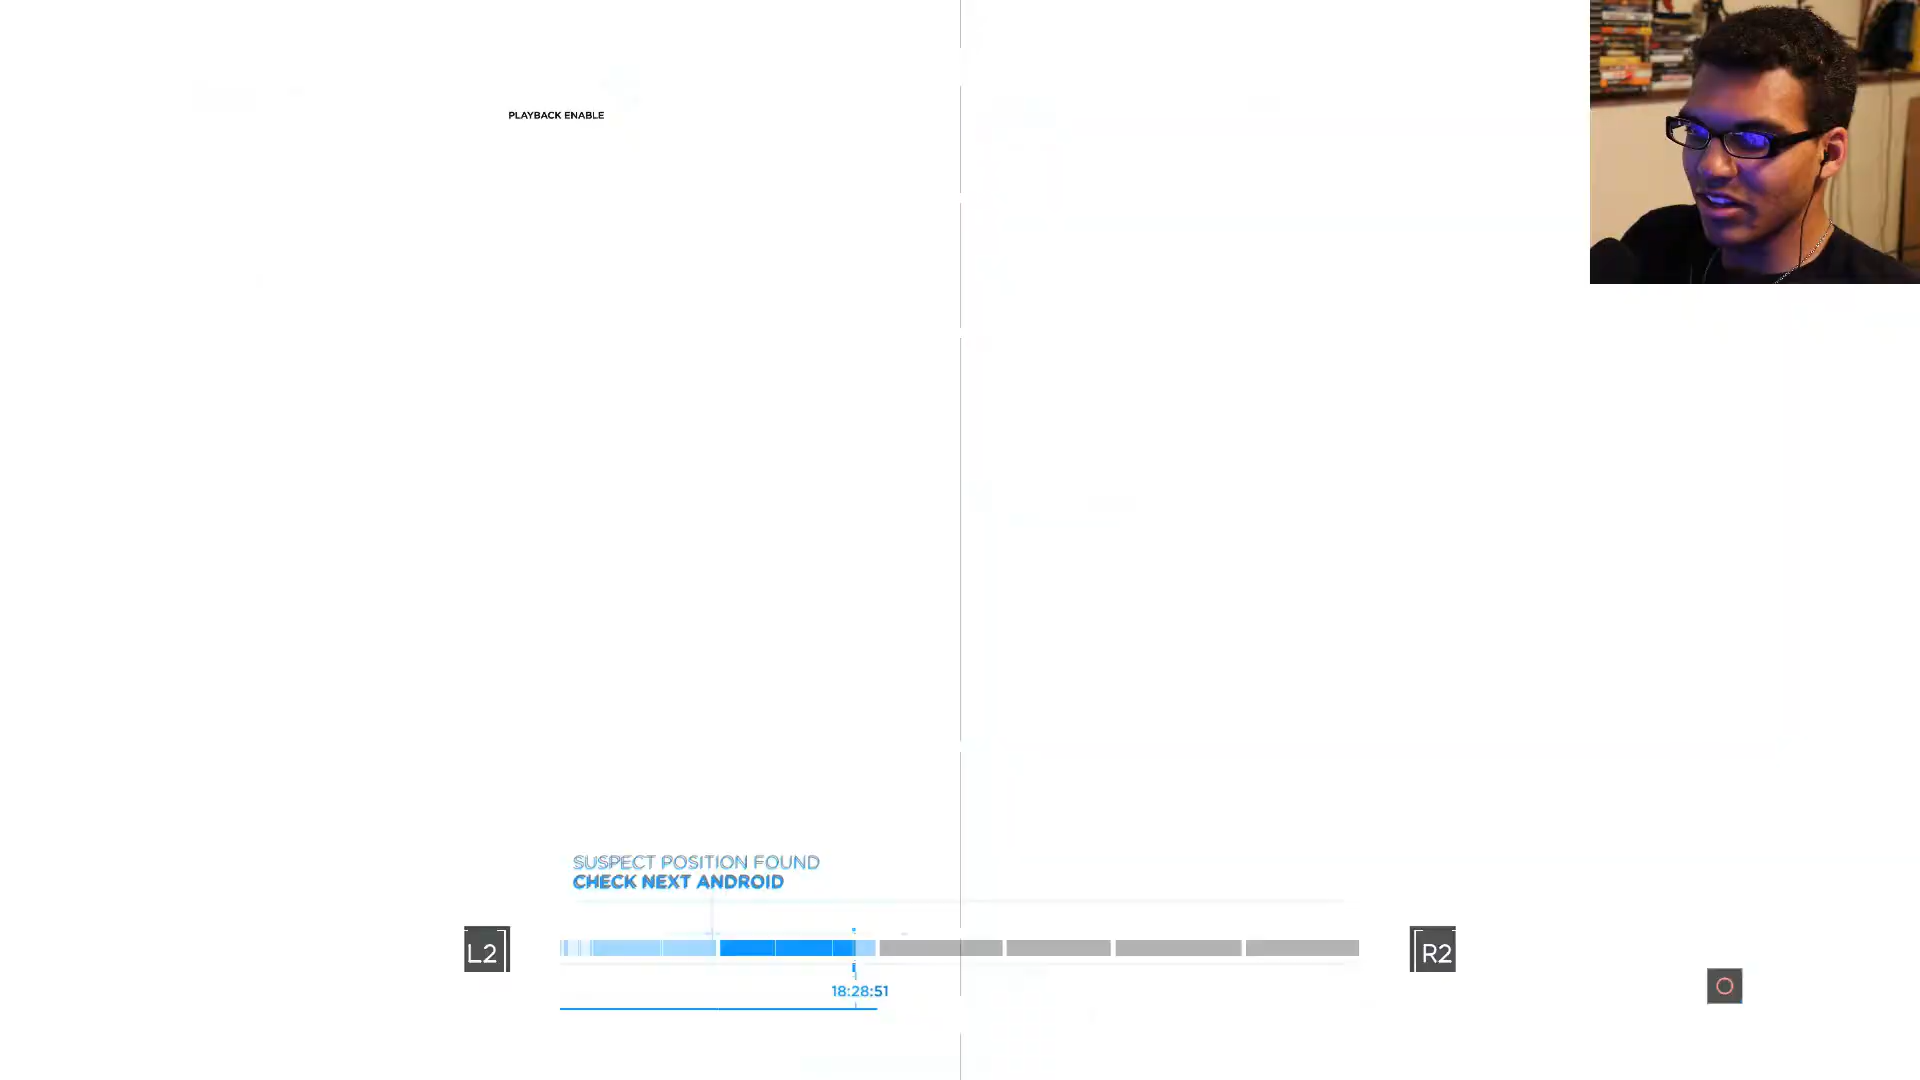 PLAYBACK ENABLE
SUSPECT POSITION FOUND
CHECK NEXT ANDROID
L2
R2
18:28:51